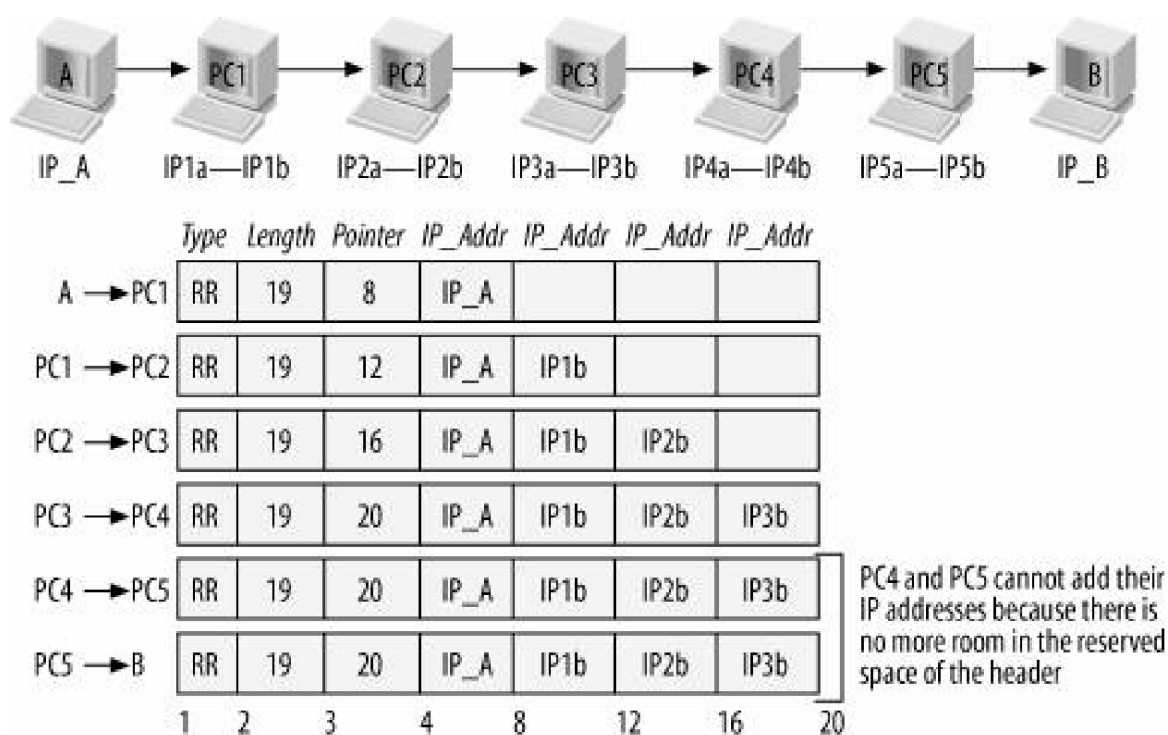 A PC1 PC2 PC3 PC4 PC5 B
IP_A IP1a—IP1b IP2a—IP2b IP3a—IP3b IP4a—IP4b IP5a—IP5b IP_B
Type Length Pointer IP_Addr IP_Addr IP_Addr IP_Addr
A PC1 RR 19 8 IP_A
PC1 PC2 RR 19 12 IP_A IP1b
PC2 PC3 RR 19 16 IP_A IP1b IP2b
PC3 PC4 RR 19 20 IP_A IP1b IP2b IP3b
PC4 PC5 RR 19 20 IP_A IP1b IP2b IP3b
PC5 B RR 19 20 IP_A IP1b IP2b IP3b
PC4 and PC5 cannot add their
IP addresses because there is
no more room in the reserved
space of the header
1 2 3 4 8 12 16 20